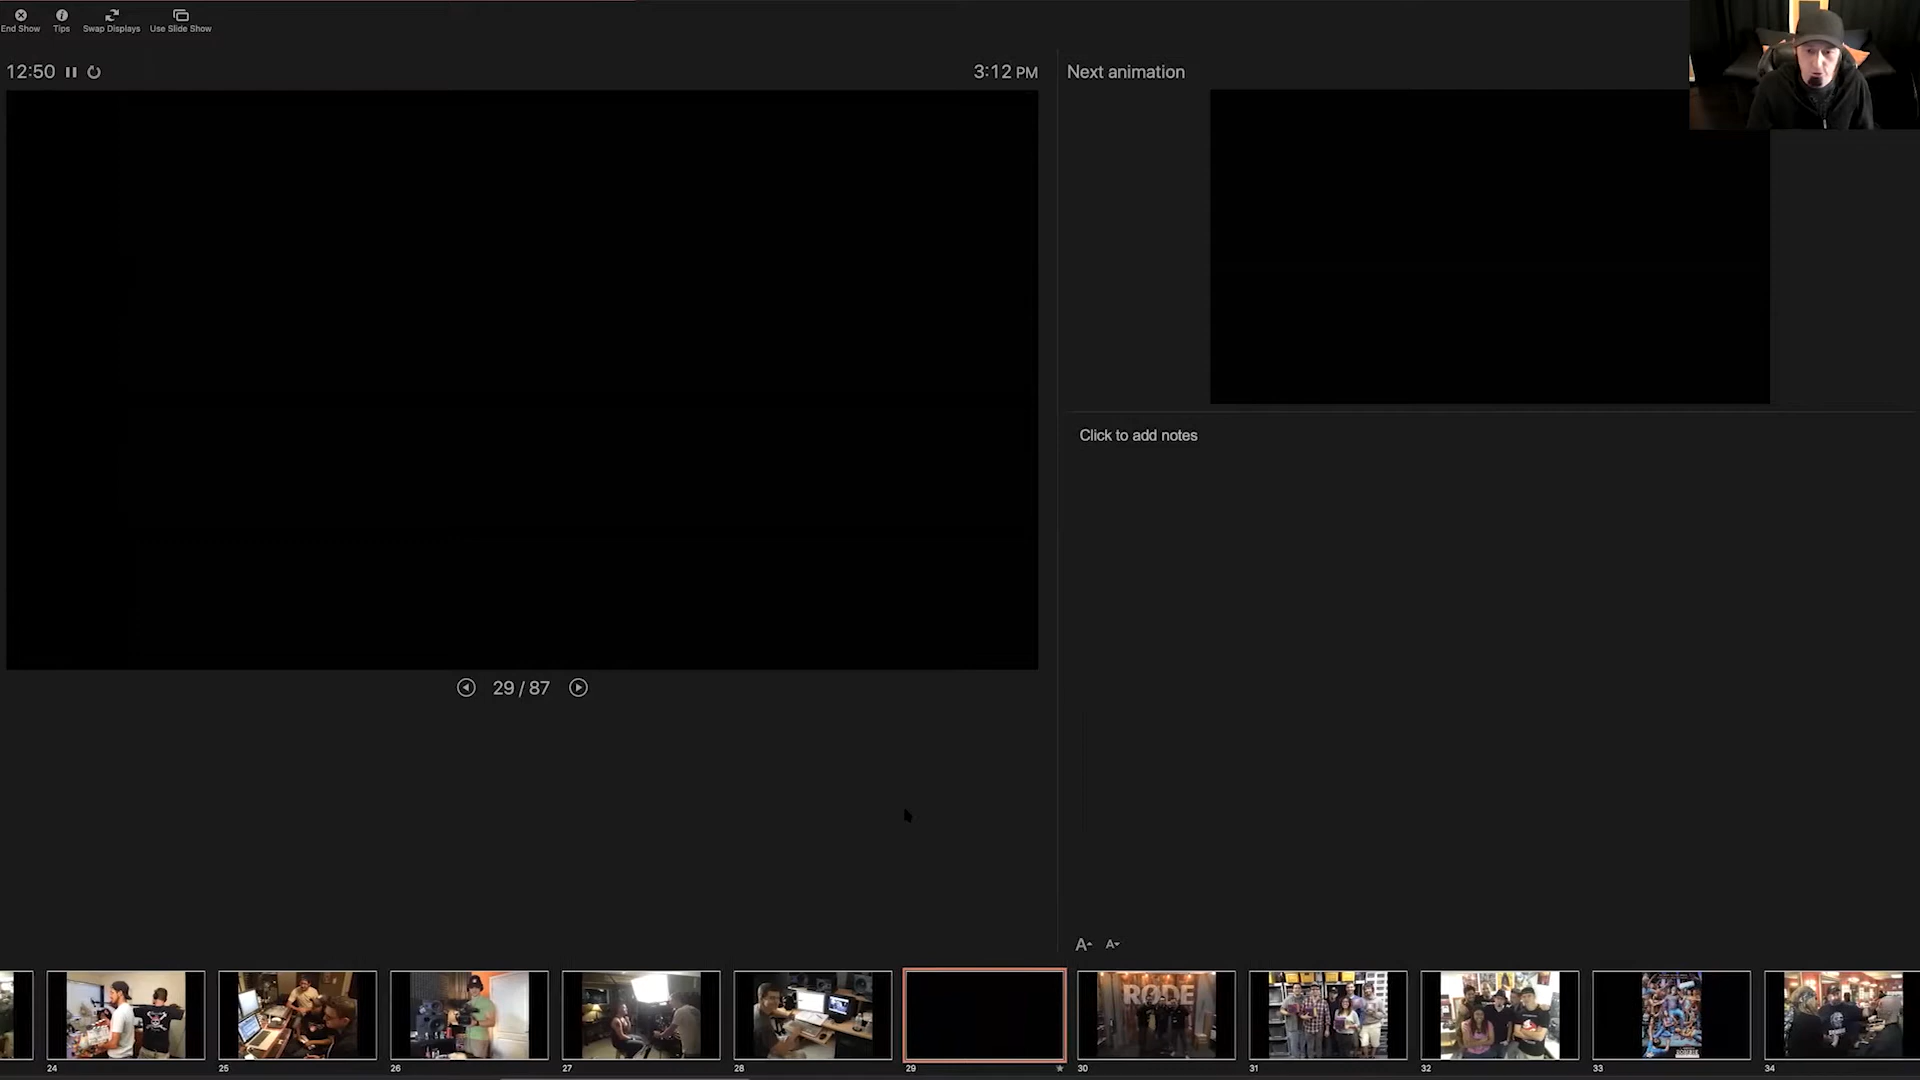 End Show
Tips
Swap Displays
Use Slide Show
12:50
3:12 PM
Next animation
Click to add notes
29 / 87
A
A
RØDE
24
25
26
27
28
29
30
31
32
33
34